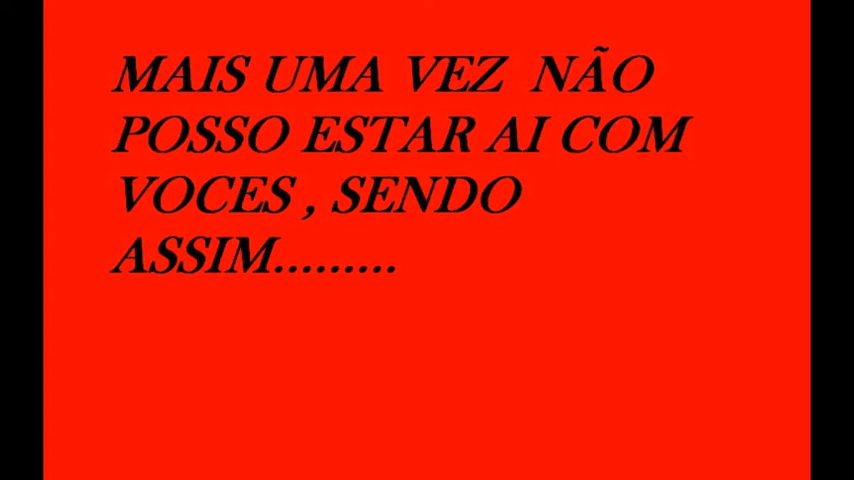 MAIS UMA VEZ NÃO
POSSO ESTAR AI COM
VOCES , SENDO
ASSIM.........